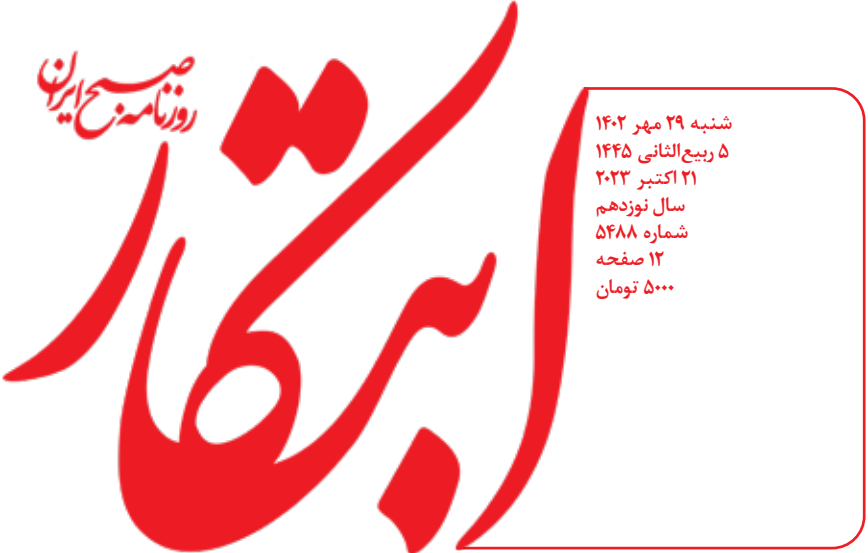 ابتکار
روزنامه صبح ایران
شنبه ۲۹ مهر ۱۴۰۲
۵ ربیع‌الثانی ۱۴۴۵
۲۱ اکتبر ۲۰۲۳
سال نوزدهم
شماره ۵۴۸۸
۱۲ صفحه
۵۰۰۰ تومان